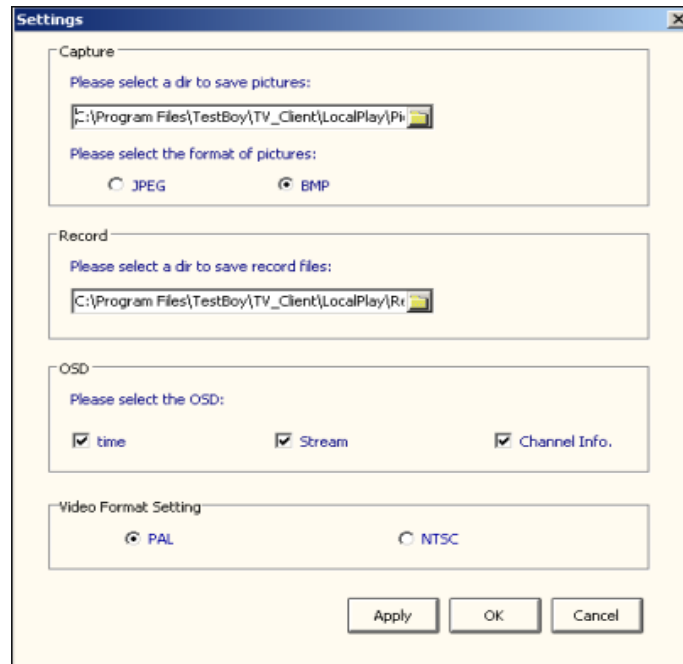 Settings
Capture
Please select a dir to save pictures:
C:\Program Files\TestBoy\TV_Client\LocalPlay\Pi
Please select the format of pictures:
JPEG BMP
Record
Please select a dir to save record files:
C:\Program Files\TestBoy\TV_Client\LocalPlay\Re
OSD
Please select the OSD:
time Stream Channel Info.
Video Format Setting
PAL NTSC
Apply OK Cancel